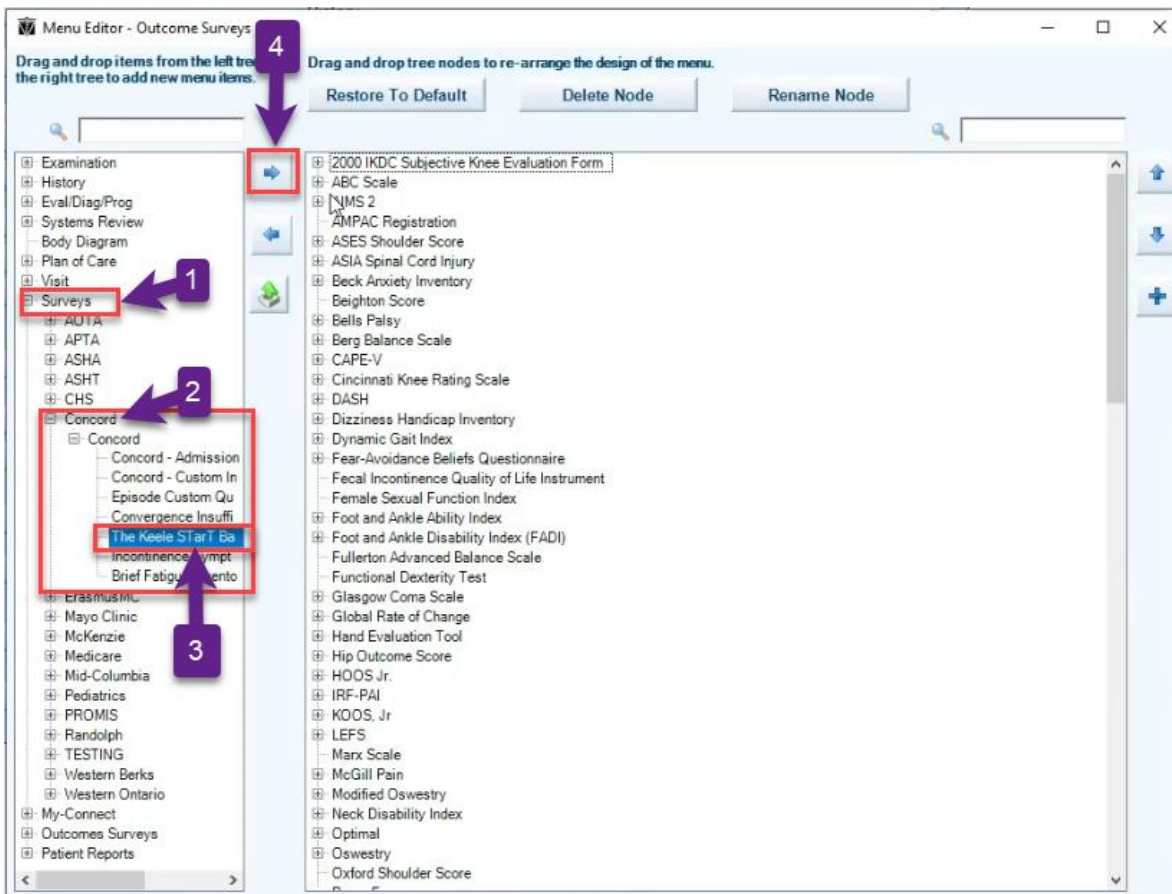 Menu Editor - Outcome Surveys
4
Drag and drop items from the left tree
the right tree to add new menu items.
Drag and drop tree nodes to re-arrange the design of the menu.
Restore To Default
Delete Node
Rename Node
Examination
History
Eval/Diag/Prog
Systems Review
Body Diagram
Plan of Care
Visit
1
Surveys
AOTA
APTA
ASHA
ASHT
CHS
2
Concord
Concord
Concord - Admission
Concord - Custom In
Episode Custom Qu
Convergence Insuffi
The Keele STarT Ba
Incontinence
Brief Fatigu
ErasmusMC
Mayo Clinic
McKenzie
3
Medicare
Mid-Columbia
Pediatrics
PROMIS
Randolph
TESTING
Western Berks
Western Ontario
My-Connect
Outcomes Surveys
Patient Reports
2000 IKDC Subjective Knee Evaluation Form
ABC Scale
2
AMPAC Registration
ASES Shoulder Score
ASIA Spinal Cord Injury
Beck Anxiety Inventory
Beighton Score
Bells Palsy
Berg Balance Scale
CAPE-V
Cincinnati Knee Rating Scale
DASH
Dizziness Handicap Inventory
Dynamic Gait Index
Fear-Avoidance Beliefs Questionnaire
Fecal Incontinence Quality of Life Instrument
Female Sexual Function Index
Foot and Ankle Ability Index
Foot and Ankle Disability Index (FADI)
Fullerton Advanced Balance Scale
Functional Dexterity Test
Glasgow Coma Scale
Global Rate of Change
Hand Evaluation Tool
Hip Outcome Score
HOOS Jr.
IRF-PAI
KOOS, Jr
LEFS
Marx Scale
McGill Pain
Modified Oswestry
Neck Disability Index
Optimal
Oswestry
Oxford Shoulder Score